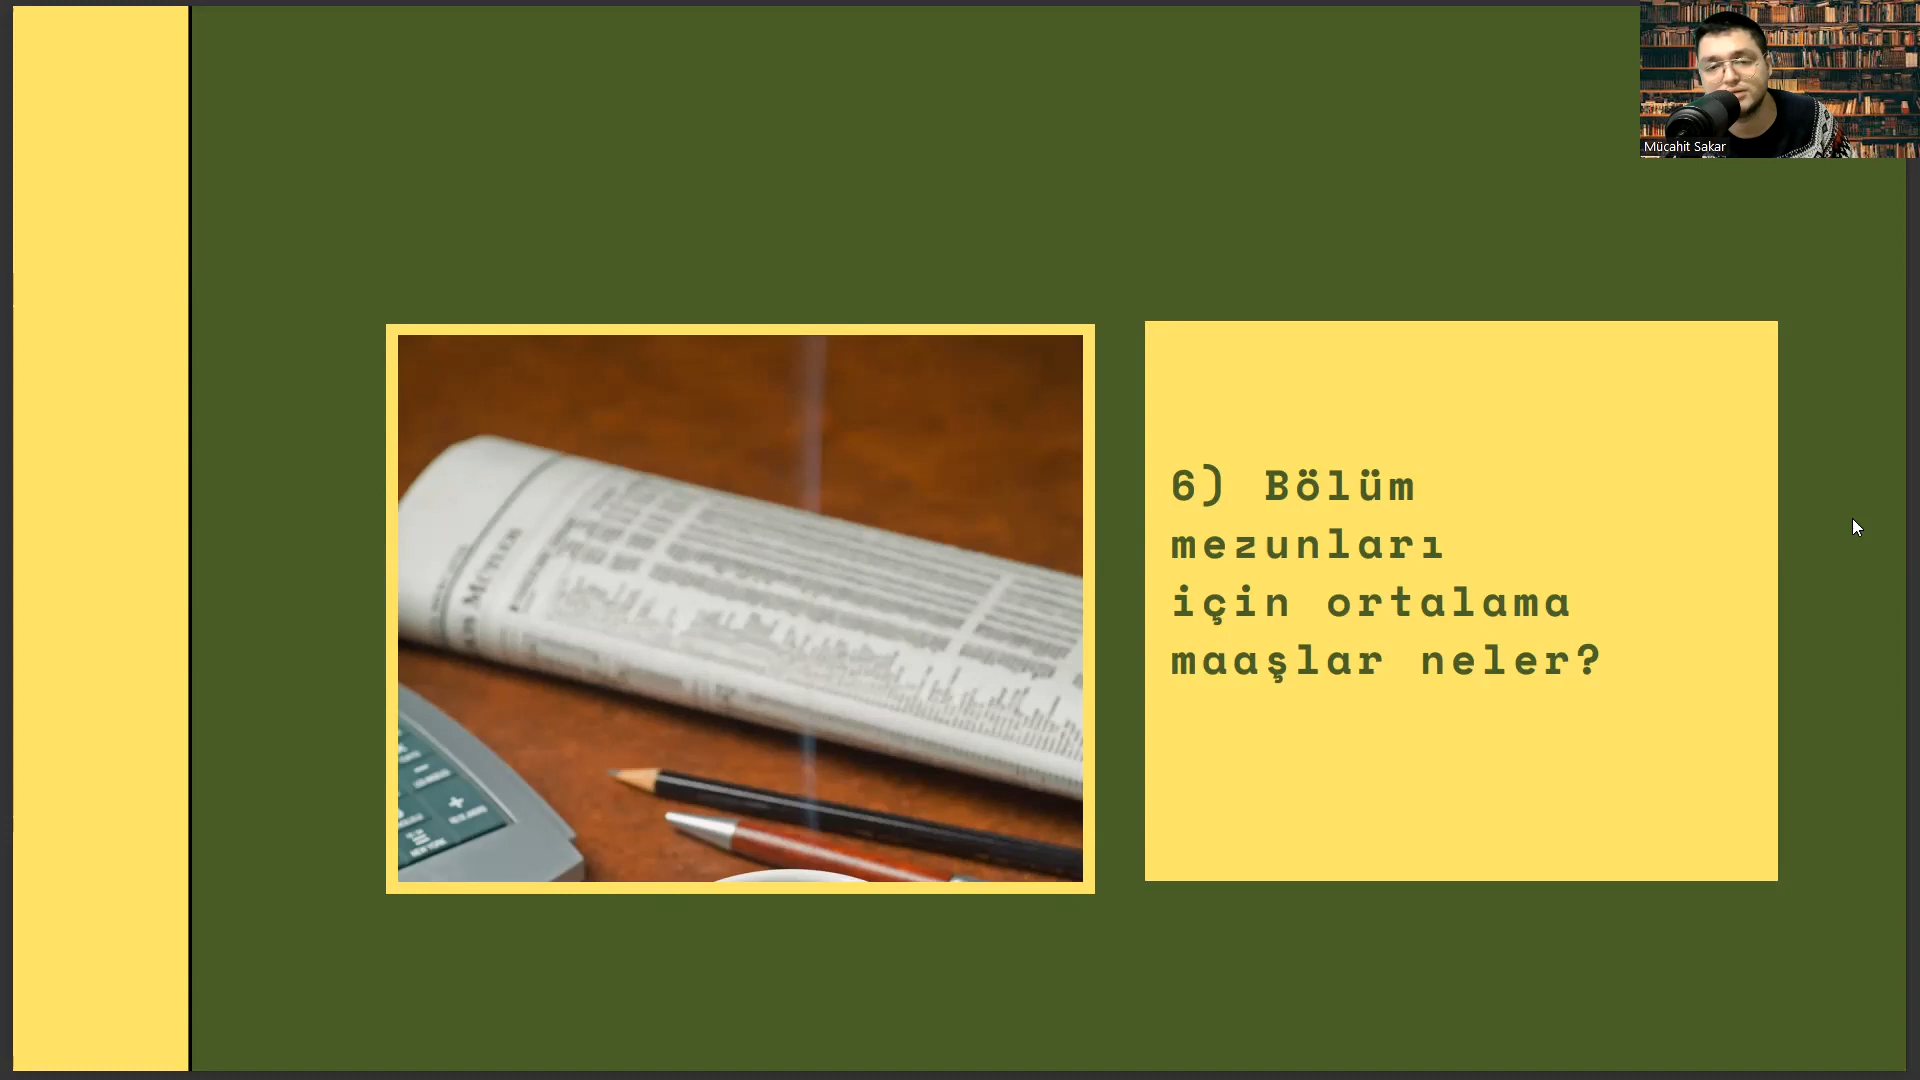 Mücahit Sakar
6) Bölüm
mezunları
için ortalama
maaşlar neler?